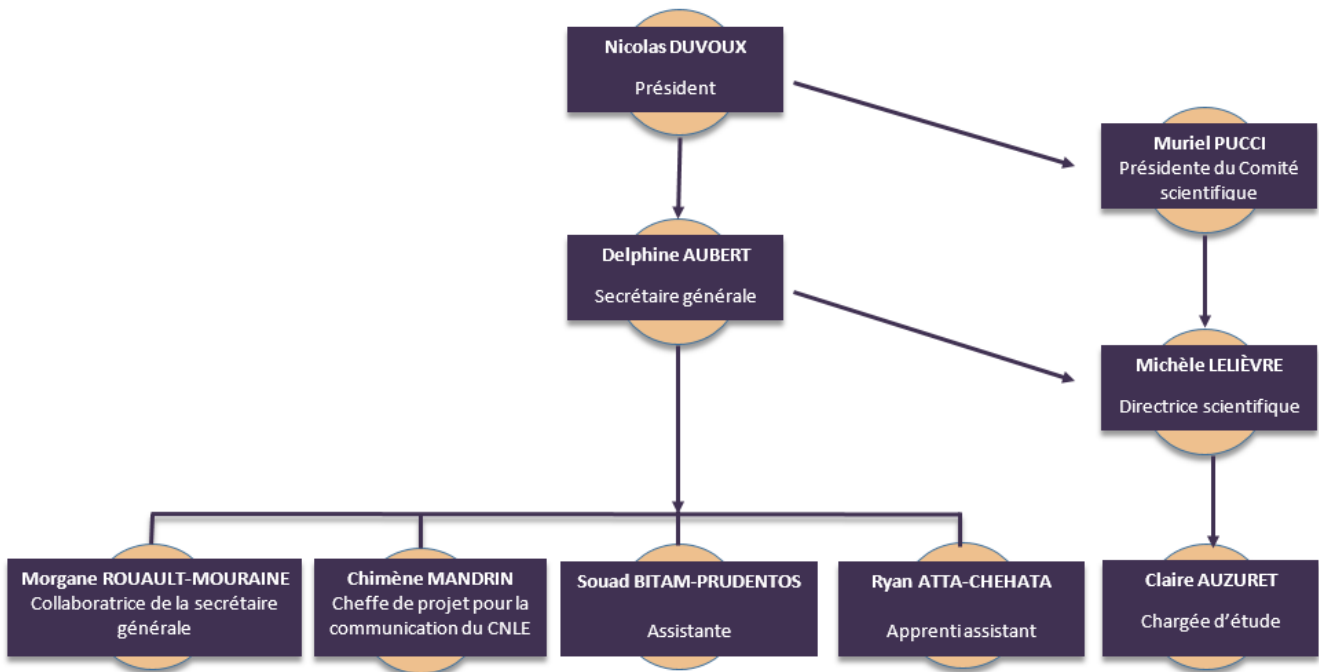 Nicolas DUVOUX
Président
Muriel PUCCI
Présidente du Comité
scientifique
Delphine AUBERT
Secrétaire générale
Michèle LELIÈVRE
Directrice scientifique
Morgane ROUAULT-MOURAINE
Collaboratrice de la secrétaire
générale
Chimène MANDRIN
Cheffe de projet pour la
communication du CNLE
Souad BITAM-PRUDENTOS
Assistante
Ryan ATTA-CHEHATA
Apprenti assistant
Claire AUZURET
Chargée d’étude